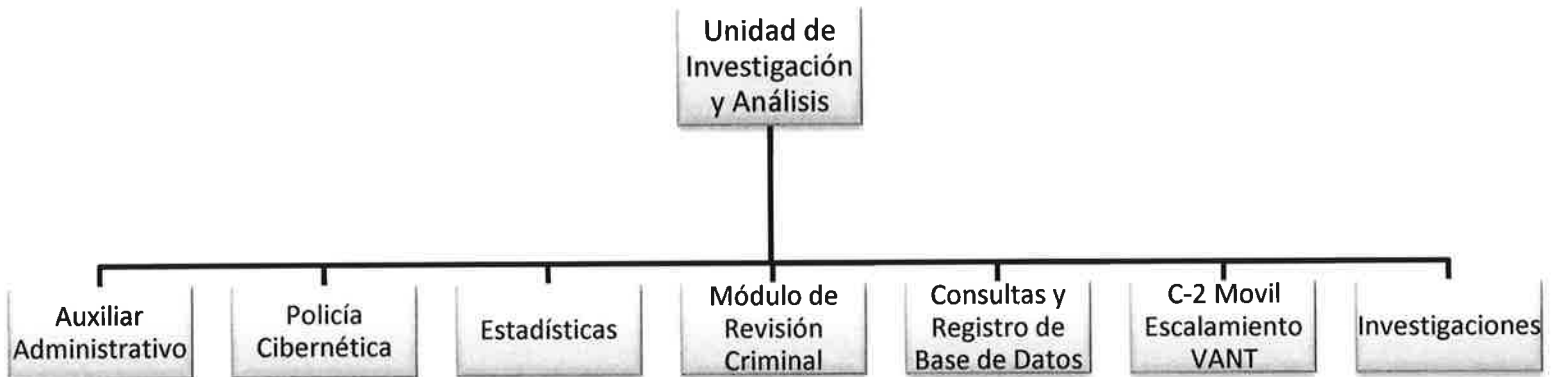 Unidad de
Investigación
y Análisis
Auxiliar
Administrativo
Policía
Cibernética
Estadísticas
Módulo de
Revisión
Criminal
Consultas y
Registro de
Base de Datos
C-2 Movil
Escalamiento
VANT
Investigaciones